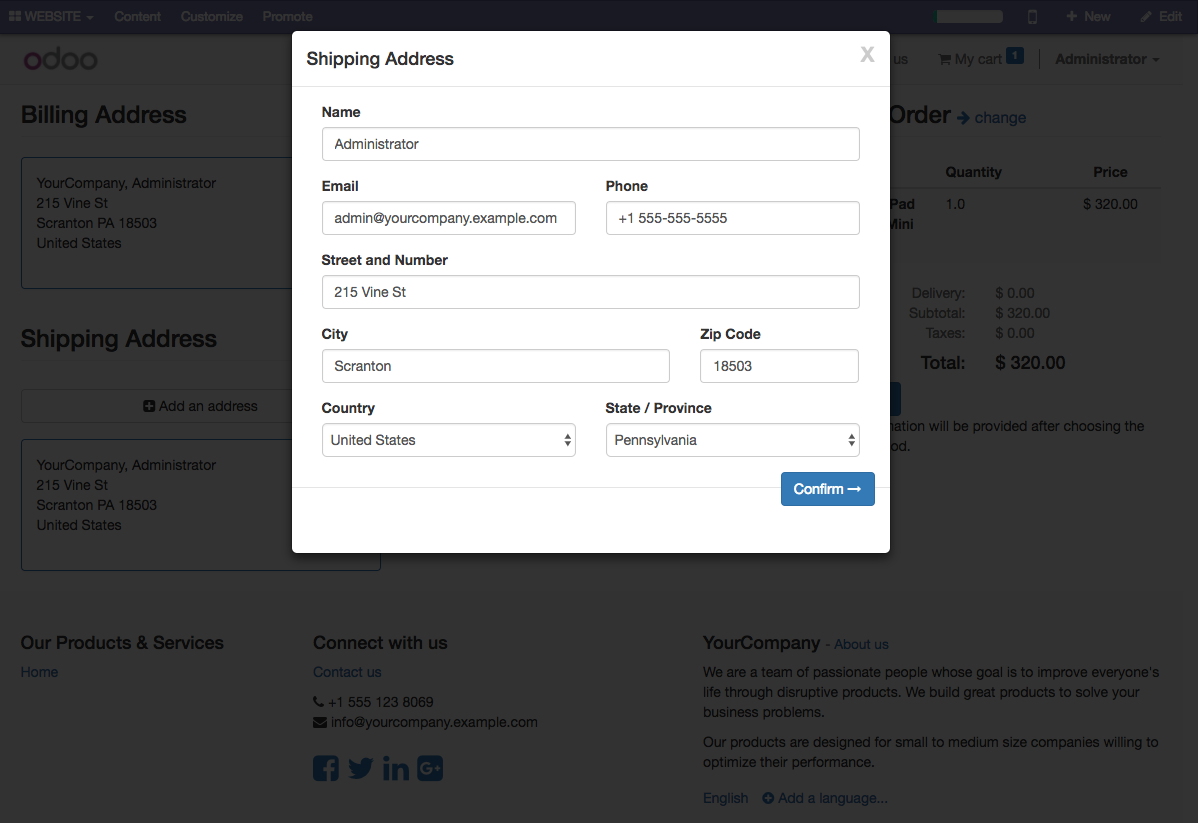 WEBSITE Content Customize Promote New Edit
odoo
us My cart 1 Administrator
Shipping Address X
Name
Administrator
Email Phone
admin@yourcompany.example.com +1 555-555-5555
Street and Number
215 Vine St
City Zip Code
Scranton 18503
Country State / Province
United States Pennsylvania
Confirm →
Billing Address
YourCompany, Administrator
215 Vine St
Scranton PA 18503
United States
Shipping Address
Add an address
YourCompany, Administrator
215 Vine St
Scranton PA 18503
United States
Order → change
Quantity Price
Pad 1.0 $ 320.00
Mini
Delivery: $ 0.00
Subtotal: $ 320.00
Taxes: $ 0.00
Total: $ 320.00
will be provided after choosing the
Our Products & Services
Home
Connect with us
Contact us
+1 555 123 8069
info@yourcompany.example.com
YourCompany - About us
We are a team of passionate people whose goal is to improve everyone's
life through disruptive products. We build great products to solve your
business problems.
Our products are designed for small to medium size companies willing to
optimize their performance.
English Add a language...